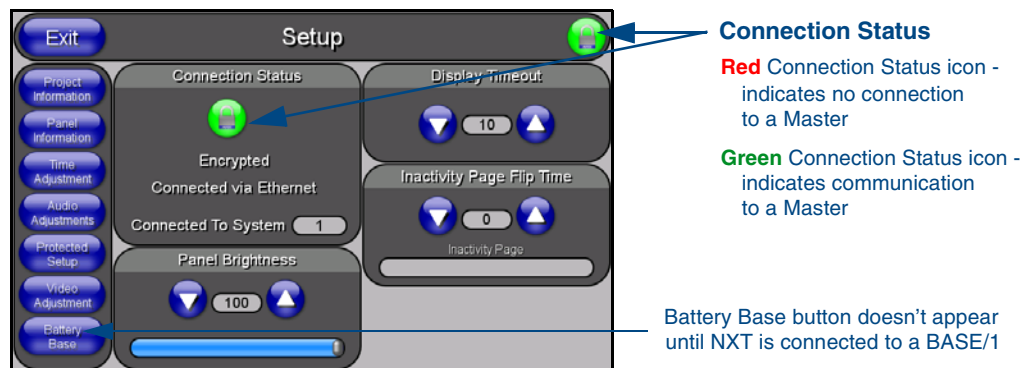 Exit
Setup
Project
Information
Panel
Information
Time
Adjustment
Audio
Adjustments
Protected
Setup
Video
Adjustment
Battery
Base
Connection Status
Encrypted
Connected via Ethernet
Connected To System 1
Panel Brightness
100
Display Timeout
10
Inactivity Page Flip Time
0
Inactivity Page
Connection Status
Red Connection Status icon -
indicates no connection
to a Master
Green Connection Status icon -
indicates communication
to a Master
Battery Base button doesn't appear
until NXT is connected to a BASE/1